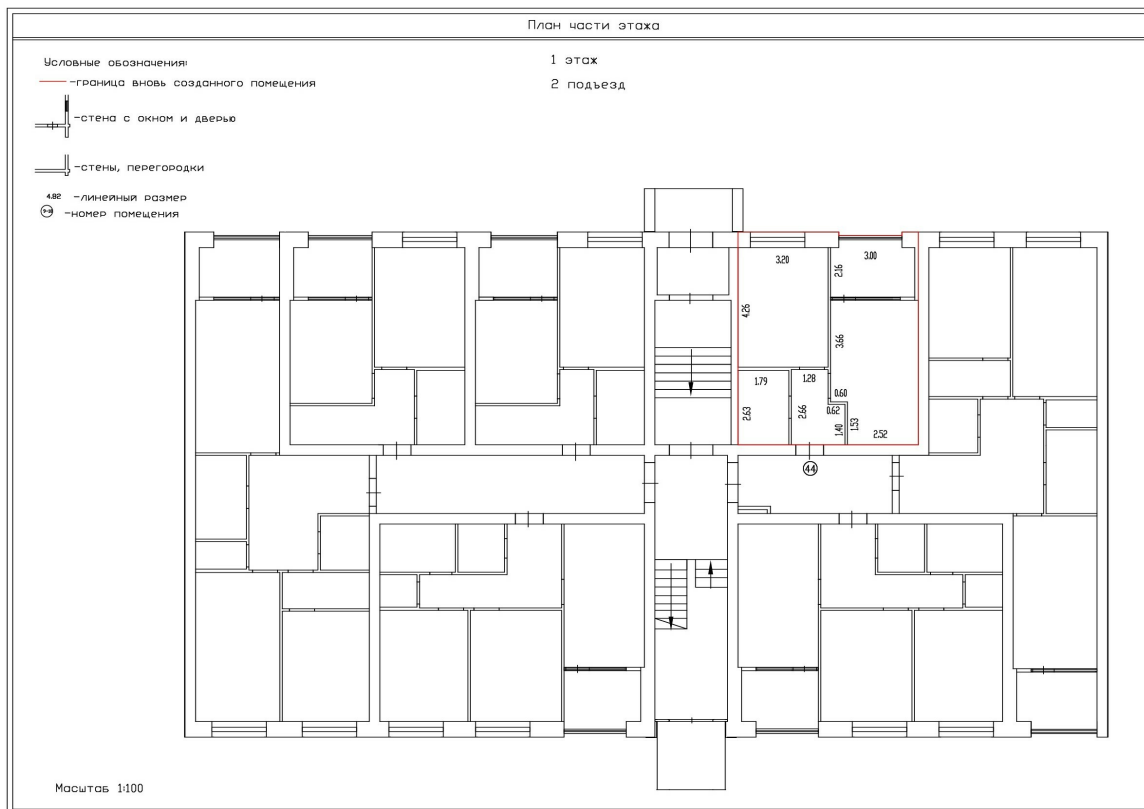 План части этажа
Условные обозначения:
-граница вновь созданного помещения
-стена с окном и дверью
-стены, перегородки
4.82 -линейный размер
-номер помещения
1 этаж
2 подъезд
3.20
3.00
2.16
4.26
3.66
1.79
1.28
0.60
2.63
2.66
0.62
1.40
1.53
2.52
44
Масштаб 1:100